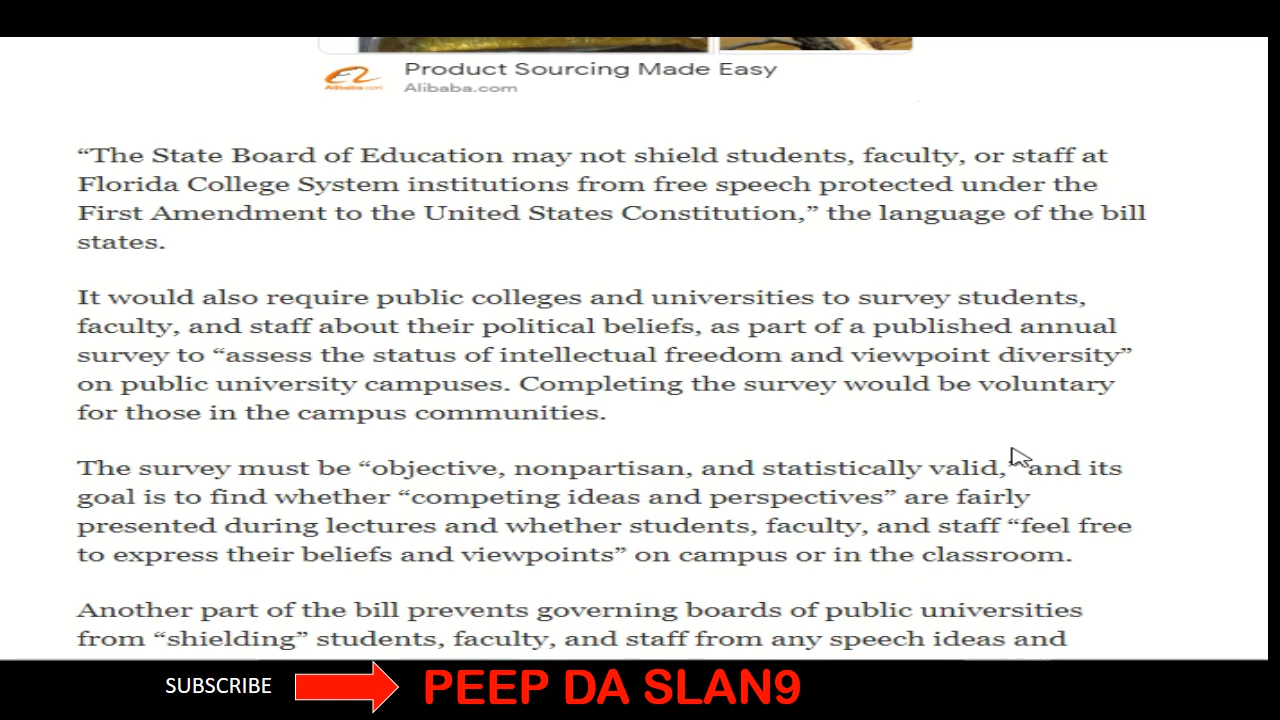 Product Sourcing Made Easy
Alibaba.com
Alibaba.com
“The State Board of Education may not shield students, faculty, or staff at
Florida College System institutions from free speech protected under the
First Amendment to the United States Constitution,” the language of the bill
states.
It would also require public colleges and universities to survey students,
faculty, and staff about their political beliefs, as part of a published annual
survey to “assess the status of intellectual freedom and viewpoint diversity”
on public university campuses. Completing the survey would be voluntary
for those in the campus communities.
The survey must be “objective, nonpartisan, and statistically valid,” and its
goal is to find whether “competing ideas and perspectives” are fairly
presented during lectures and whether students, faculty, and staff “feel free
to express their beliefs and viewpoints” on campus or in the classroom.
Another part of the bill prevents governing boards of public universities
from “shielding” students, faculty, and staff from any speech ideas and
SUBSCRIBE
PEEP DA SLAN9